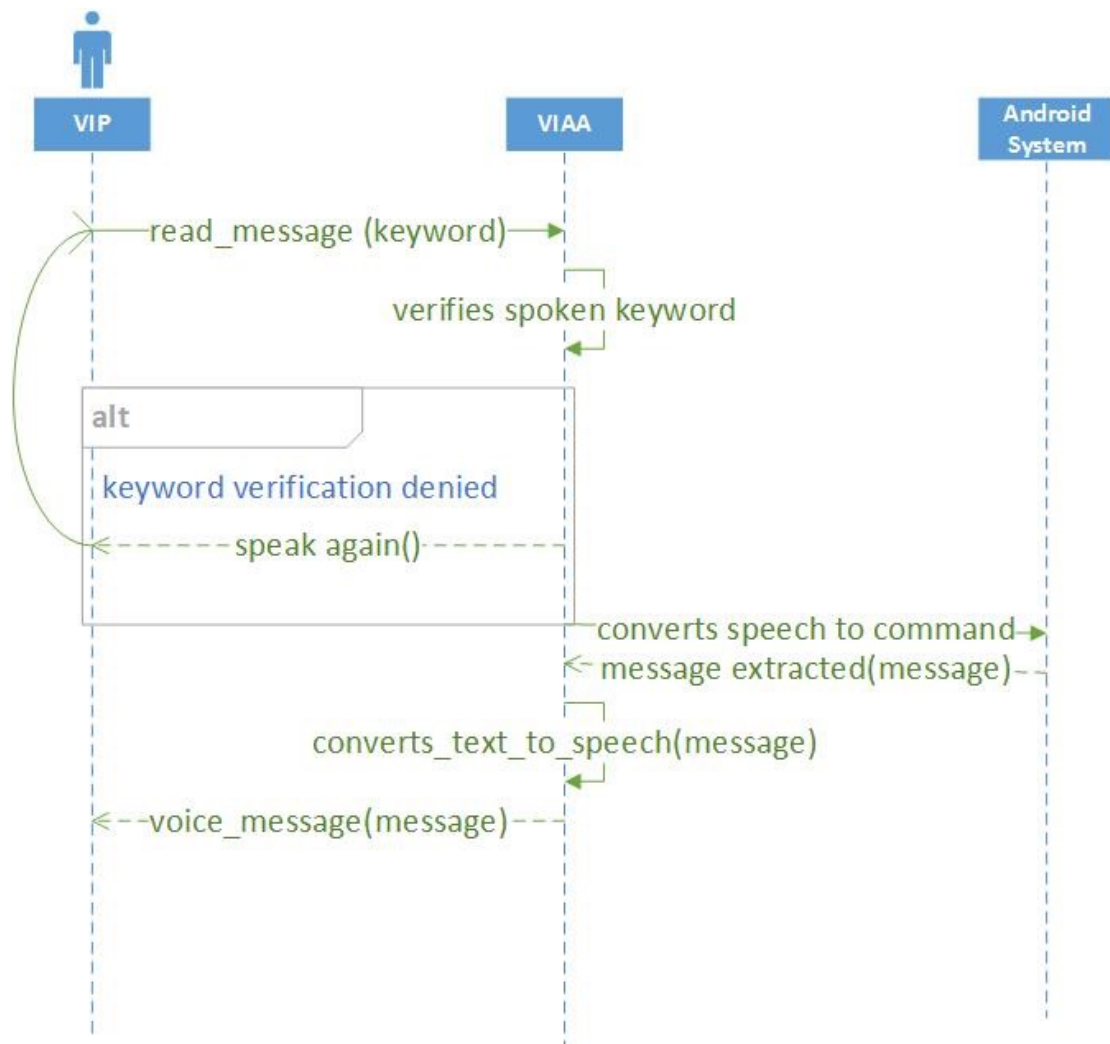 VIP
VIAA
Android
System
read_message (keyword)
verifies spoken keyword
alt
keyword verification denied
speak again()
converts speech to command
message extracted(message)
converts_text_to_speech(message)
voice_message(message)